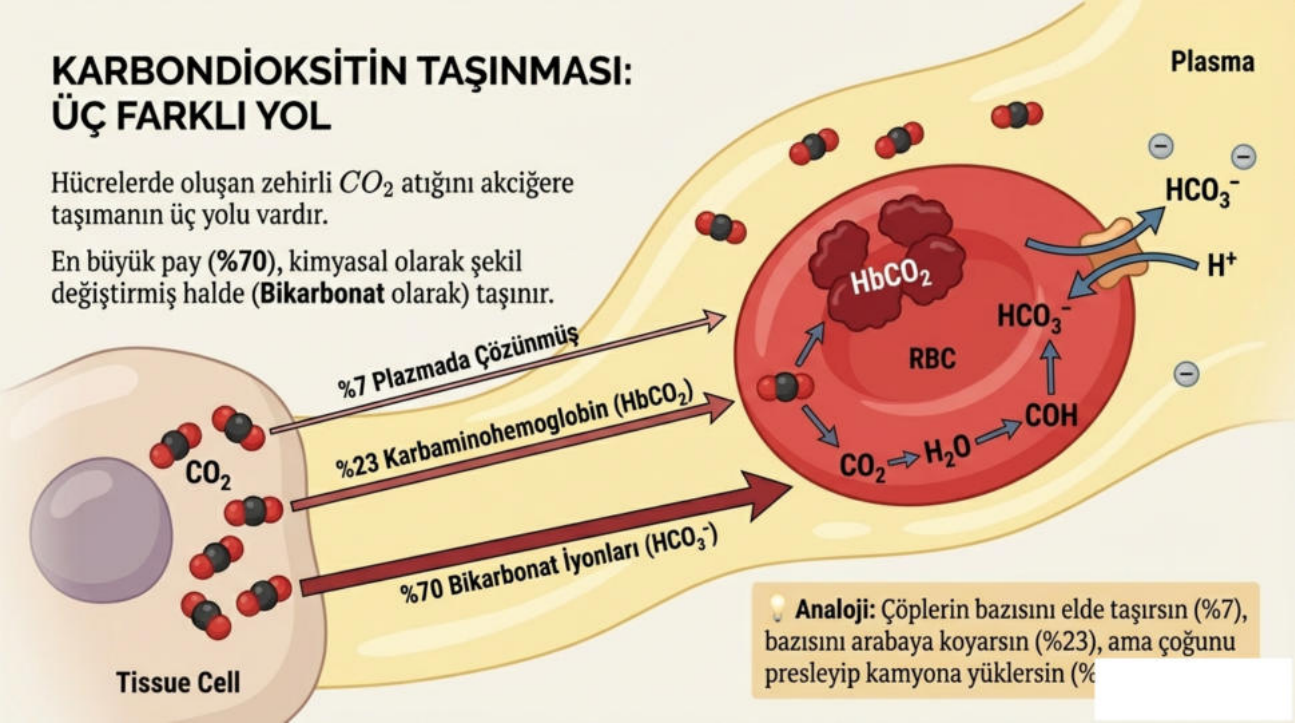 KARBONDİOKSİTİN TAŞINMASI:
ÜÇ FARKLI YOL
Hücrelerde oluşan zehirli CO₂ atığını akciğere
taşımanın üç yolu vardır.
En büyük pay (%70), kimyasal olarak şekil
değiştirmiş halde (Bikarbonat olarak) taşınır.
%7 Plazmada Çözünmüş
%23 Karbaminohemoglobin (HbCO₂)
%70 Bikarbonat İyonları (HCO₃⁻)
CO₂
Tissue Cell
Plasma
HCO₃⁻
H⁺
HbCO₂
HCO₃⁻
RBC
COH
H₂O
CO₂
Analoji: Çöplerin bazısını elde taşırsın (%7),
bazısını arabaya koyarsın (%23), ama çoğunu
presleyip kamyona yüklersin (%